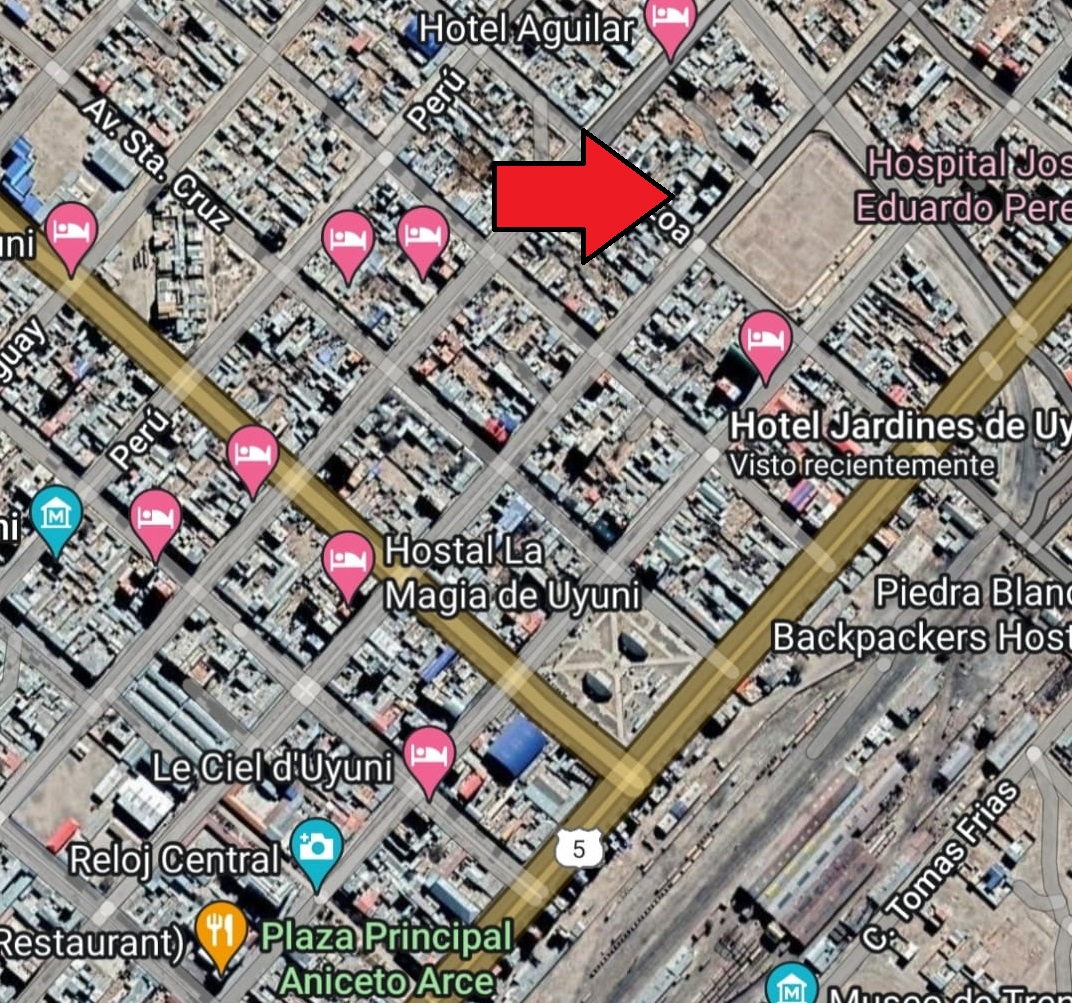 Hotel Aguilar
Perú
Av. Sta. Cruz
Hospital Jos
Eduardo Pere
oa
uni
guay
Perú
Hotel Jardines de Uy
Visto recientemente
ni
Hostal La
Magia de Uyuni
Piedra Blanc
Backpackers Host
Le Ciel d'Uyuni
5
Reloj Central
C. Tomas Frias
Restaurant)
Plaza Principal
Aniceto Arce
Museo de Tren